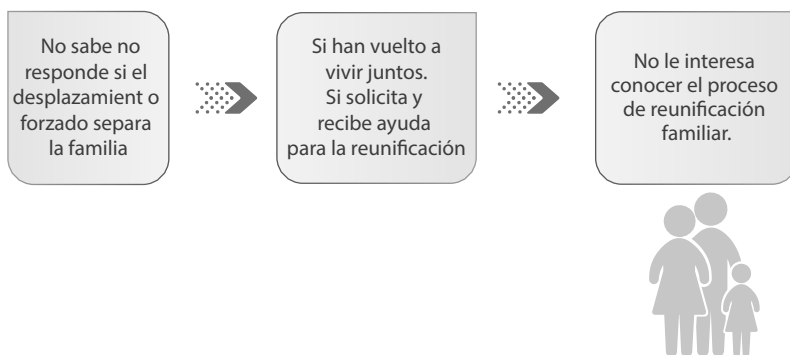 No sabe no
responde si el
desplazamient o
forzado separa
la familia
Si han vuelto a
vivir juntos.
Si solicita y
recibe ayuda
para la reunificación
No le interesa
conocer el proceso
de reunificación
familiar.